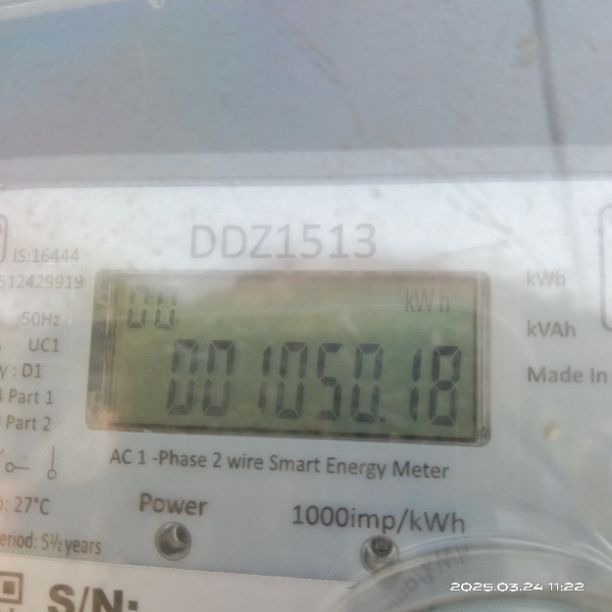 DDZ1513
IS:16444
512429919
50Hz
UC1
y : D1
Part 1
Part 2
27°C
eriod: 5½ years
00
kWh
001050.18
kWh
kVAh
Made In
AC 1 -Phase 2 wire Smart Energy Meter
Power
1000imp/kWh
S/N:
2025.03.24 11:22